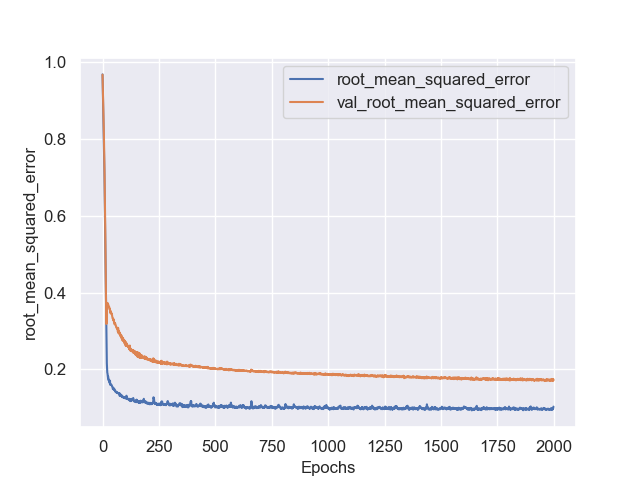 1.0
0.8
0.6
0.4
0.2
root_mean_squared_error
root_mean_squared_error
val_root_mean_squared_error
0 250 500 750 1000 1250 1500 1750 2000
Epochs